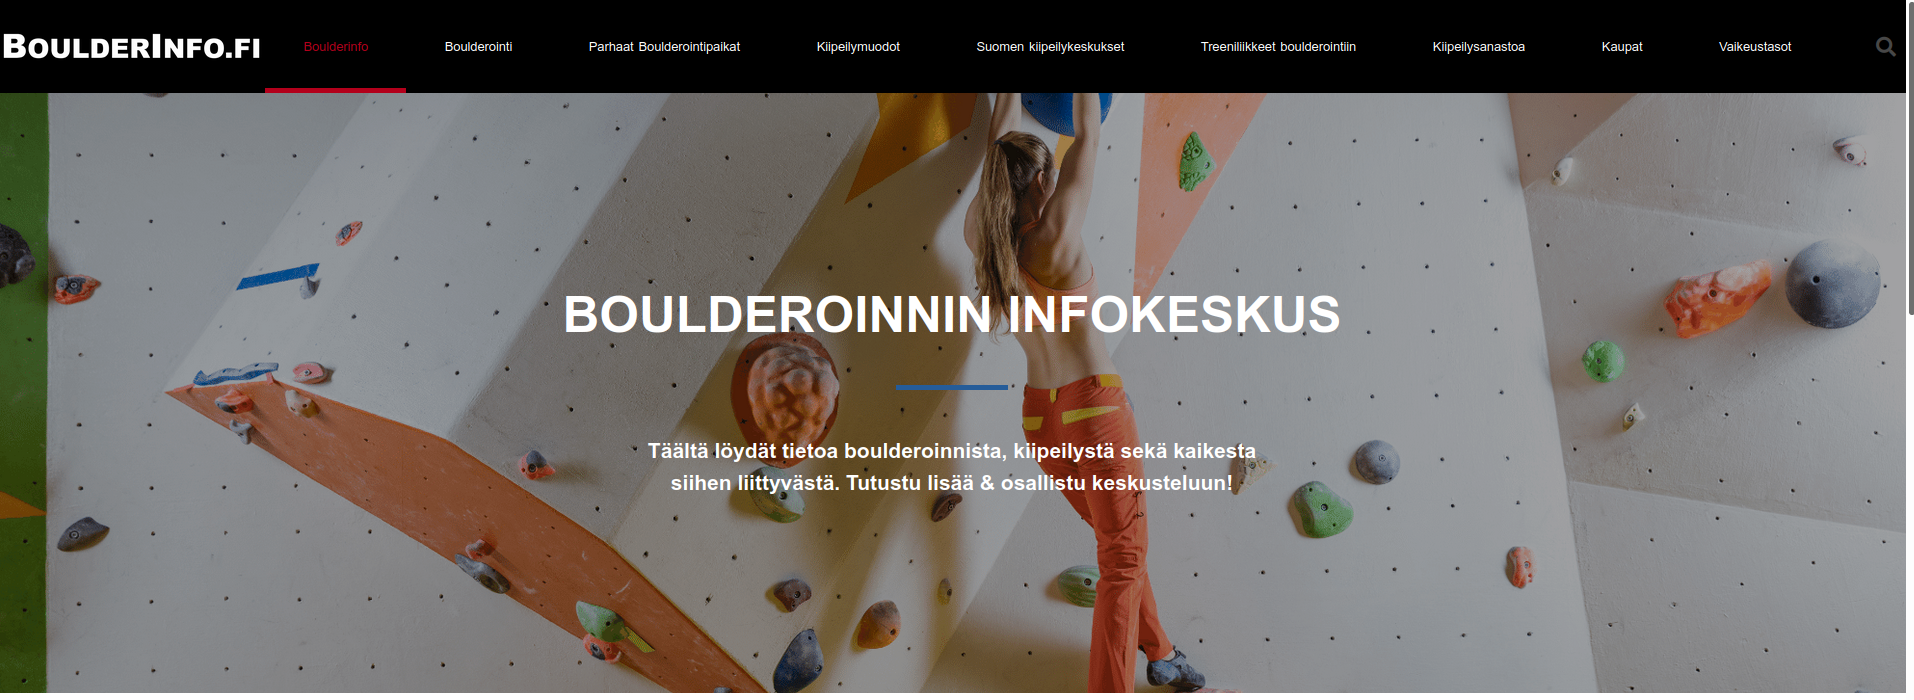 BOULDERINFO.FI
Boulderinfo
Boulderointi
Parhaat Boulderointipaikat
Kiipeilymuodot
Suomen kiipeilykeskukset
Treeniliikkeet boulderointiin
Kiipeilysanastoa
Kaupat
Vaikeustasot
BOULDEROINNIN INFOKESKUS
Täältä löydät tietoa boulderoinnista, kiipeilystä sekä kaikesta
siihen liittyvästä. Tutustu lisää & osallistu keskusteluun!